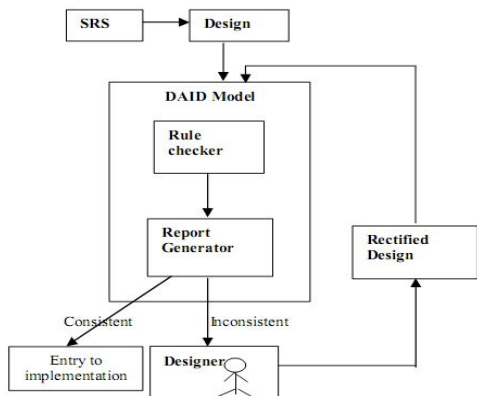 SRS
Design
DAID Model
Rule
checker
Report
Generator
Rectified
Design
Consistent
Inconsistent
Entry to
implementation
Designer